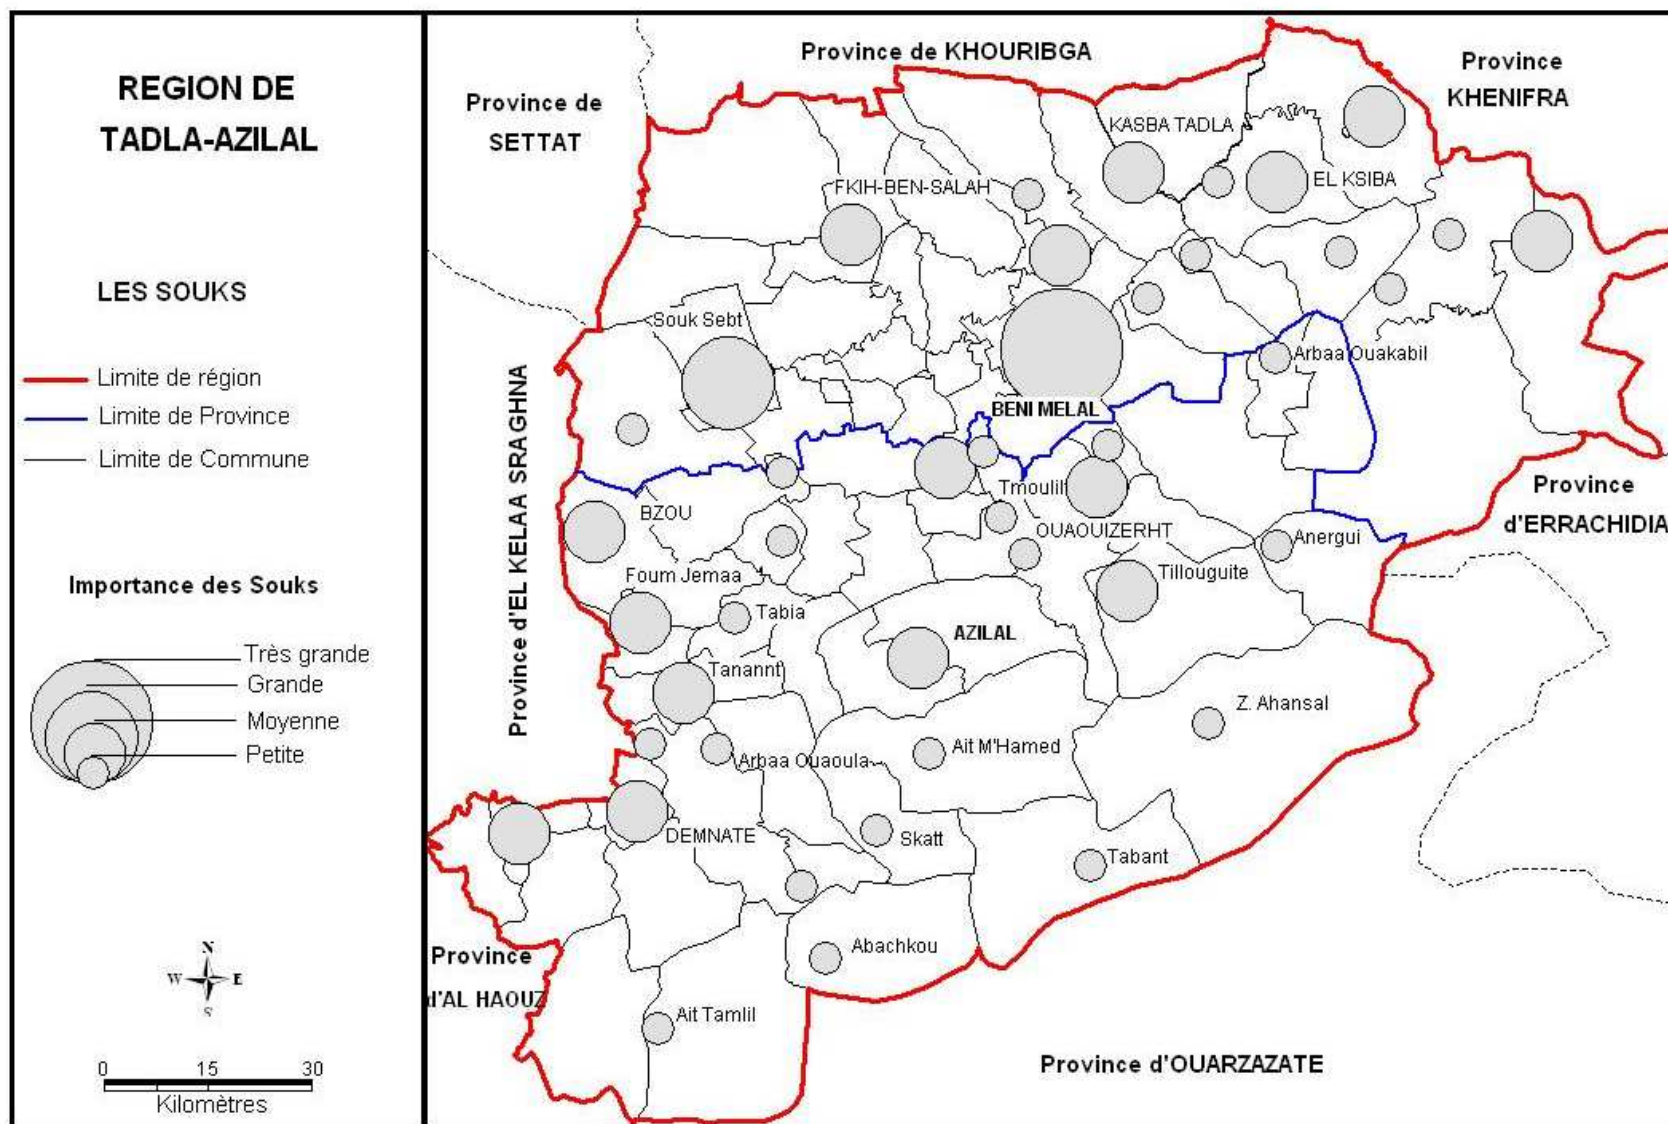 REGION DE
TADLA-AZILAL
LES SOUKS
Limite de région
Limite de Province
Limite de Commune
Importance des Souks
Très grande
Grande
Moyenne
Petite
N
W E
S
0 15 30
Kilomètres
Province de KHOURIBGA
Province
KHENIFRA
Province de
SETTAT
KASBA TADLA
FKIH-BEN-SALAH
EL KSIBA
Souk Sebt
Arbaa Ouakabil
BENI MELAL
Province d'EL KELAA SRAGHNA
Tmoulilt
Province
d'ERRACHIDIA
BZOU
OUAOUIZERHT
Anergui
Foum Jemaa
Tillouguite
Tabia
AZILAL
Tanannt
Z. Ahansal
Arbaa Ouaoula
Ait M'Hamed
DEMNATE
Skatt
Tabant
Abachkou
Province
d'AL HAOUZ
Ait Tamlil
Province d'OUARZAZATE